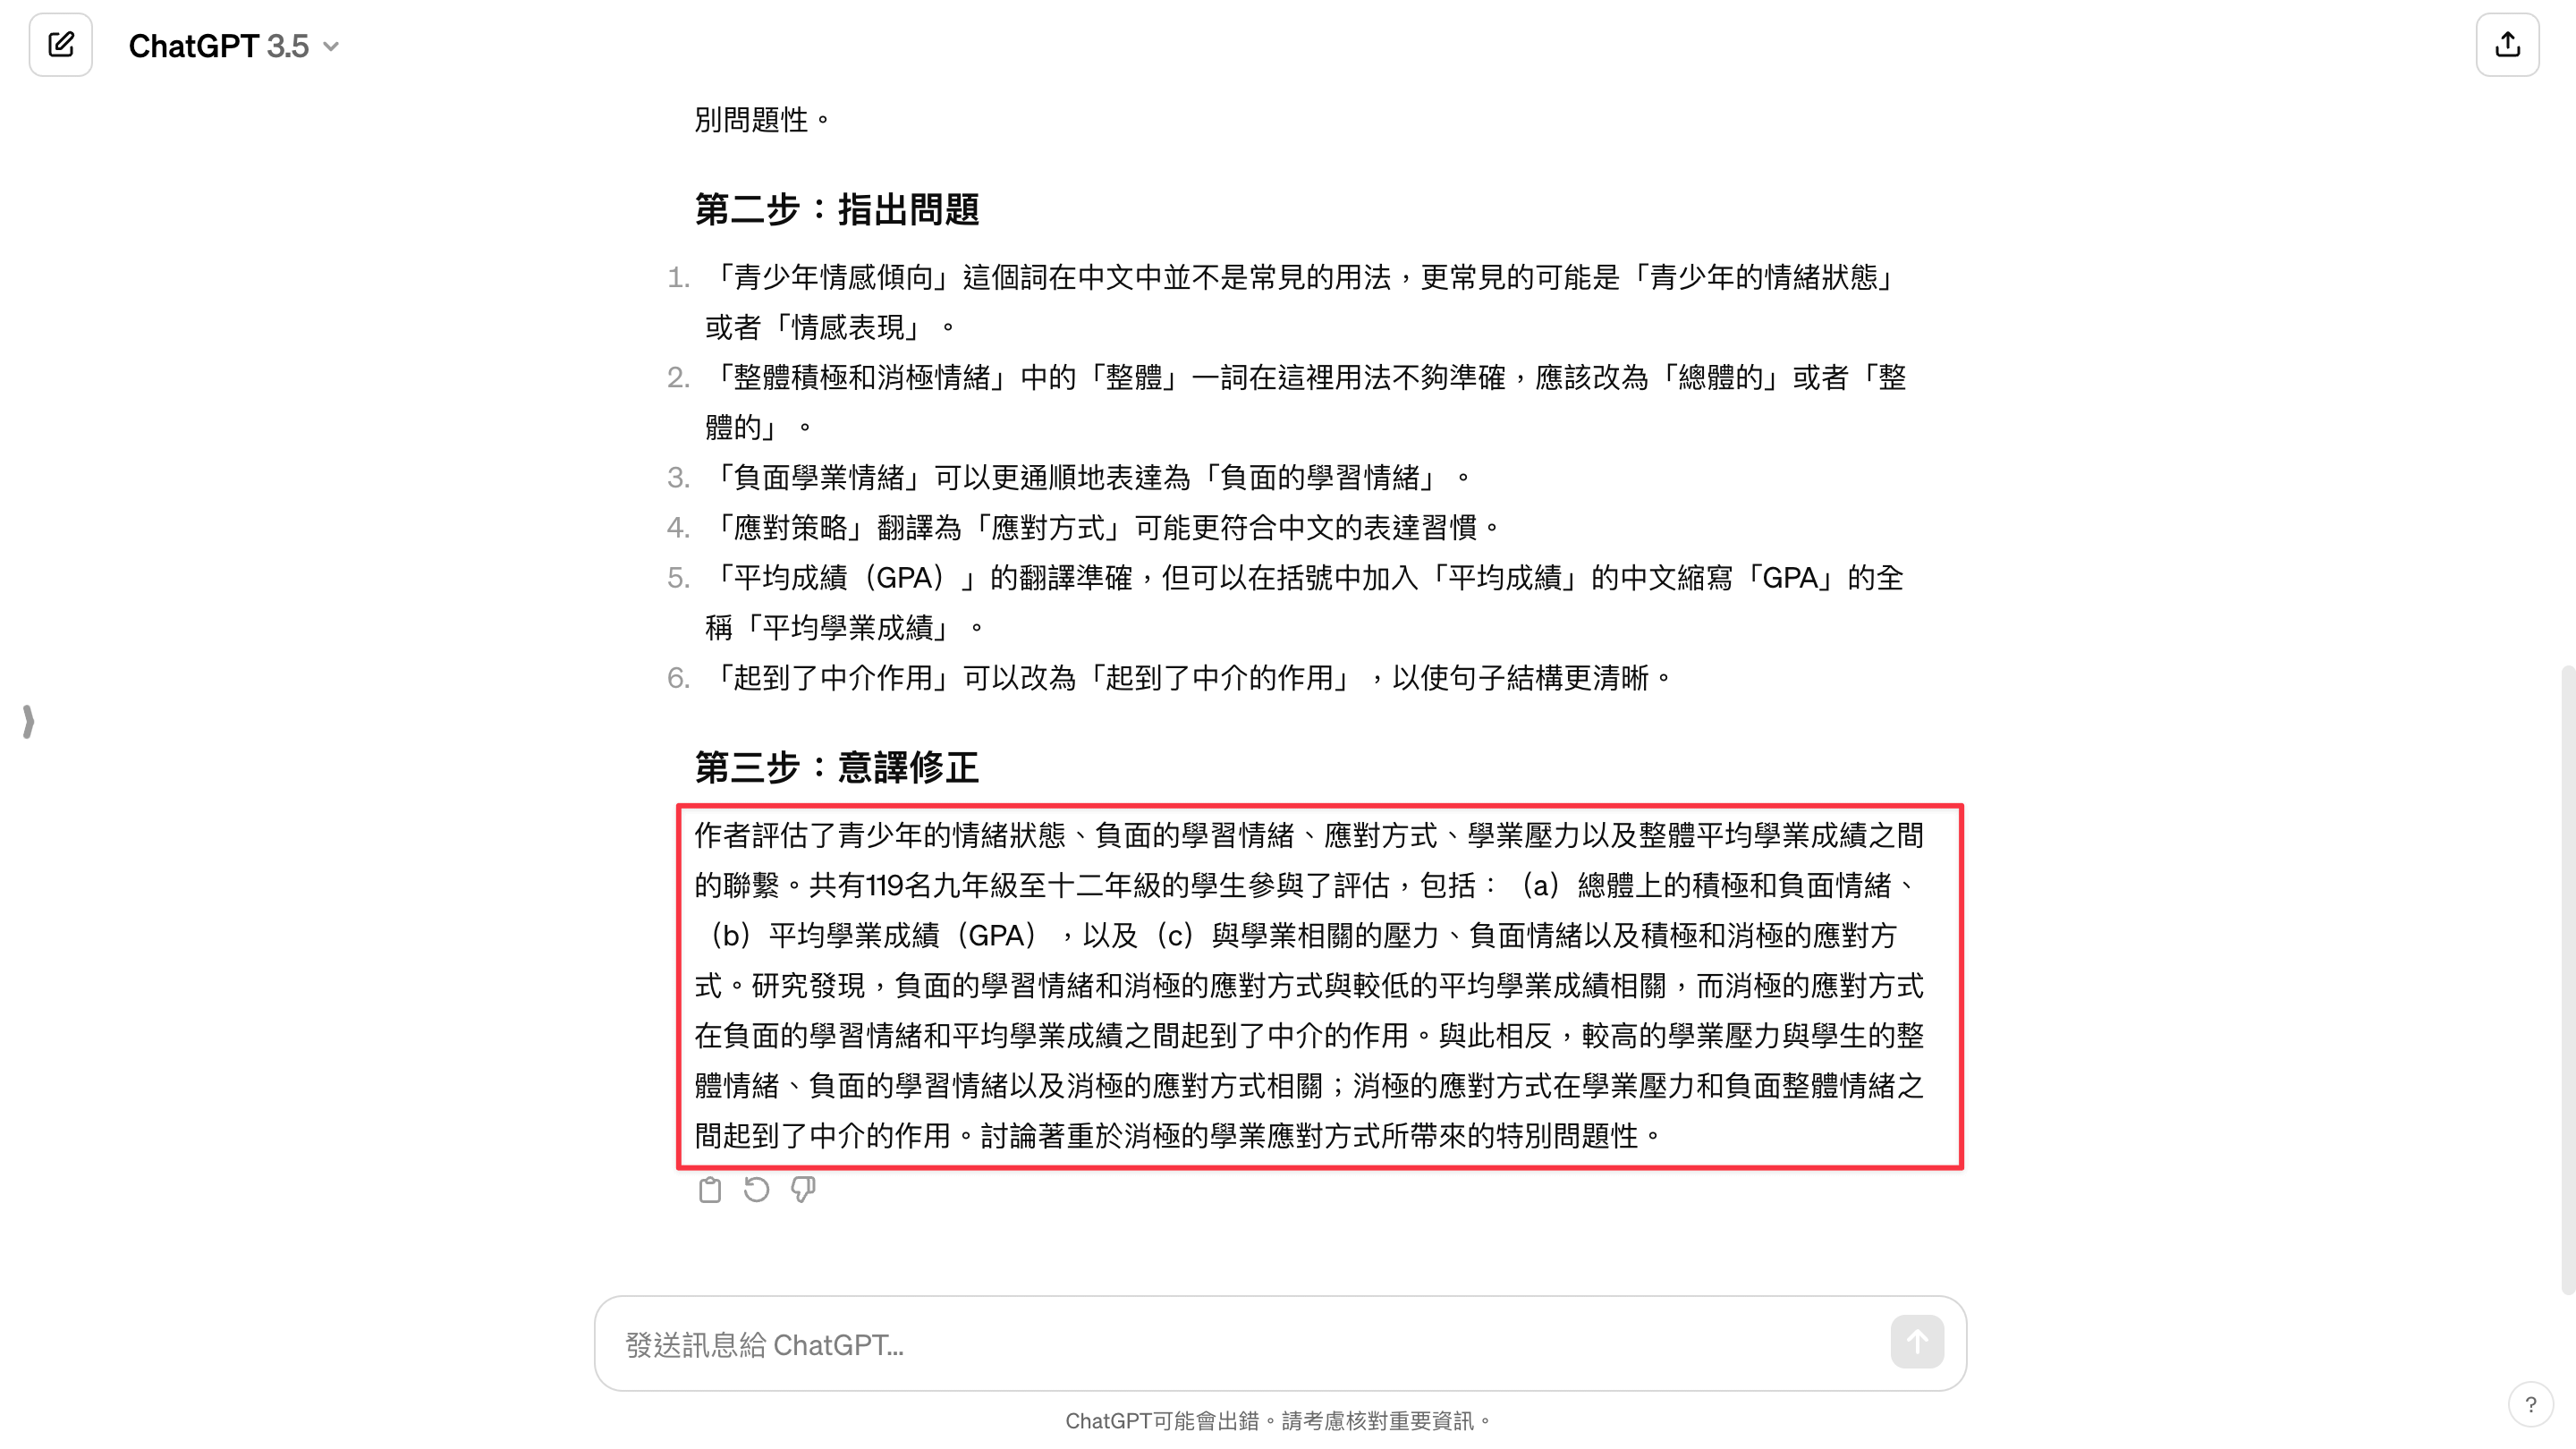 ChatGPT 3.5
別問題性。
第二步：指出問題
1. 「青少年情感傾向」這個詞在中文中並不是常見的用法，更常見的可能是「青少年的情緒狀態」
或者「情感表現」。
2. 「整體積極和消極情緒」中的「整體」一詞在這裡用法不夠準確，應該改為「總體的」或者「整
體的」。
3. 「負面學業情緒」可以更通順地表達為「負面的學習情緒」。
4. 「應對策略」翻譯為「應對方式」可能更符合中文的表達習慣。
5. 「平均成績（GPA）」的翻譯準確，但可以在括號中加入「平均成績」的中文縮寫「GPA」的全
稱「平均學業成績」。
6. 「起到了中介作用」可以改為「起到了中介的作用」，以使句子結構更清晰。
第三步：意譯修正
作者評估了青少年的情緒狀態、負面的學習情緒、應對方式、學業壓力以及整體平均學業成績之間
的聯繫。共有119名九年級至十二年級的學生參與了評估，包括：（a）總體上的積極和負面情緒、
（b）平均學業成績（GPA），以及（c）與學業相關的壓力、負面情緒以及積極和消極的應對方
式。研究發現，負面的學習情緒和消極的應對方式與較低的平均學業成績相關，而消極的應對方式
在負面的學習情緒和平均學業成績之間起到了中介的作用。與此相反，較高的學業壓力與學生的整
體情緒、負面的學習情緒以及消極的應對方式相關；消極的應對方式在學業壓力和負面整體情緒之
間起到了中介的作用。討論著重於消極的學業應對方式所帶來的特別問題性。
發送訊息給 ChatGPT...
ChatGPT可能會出錯。請考慮核對重要資訊。
?